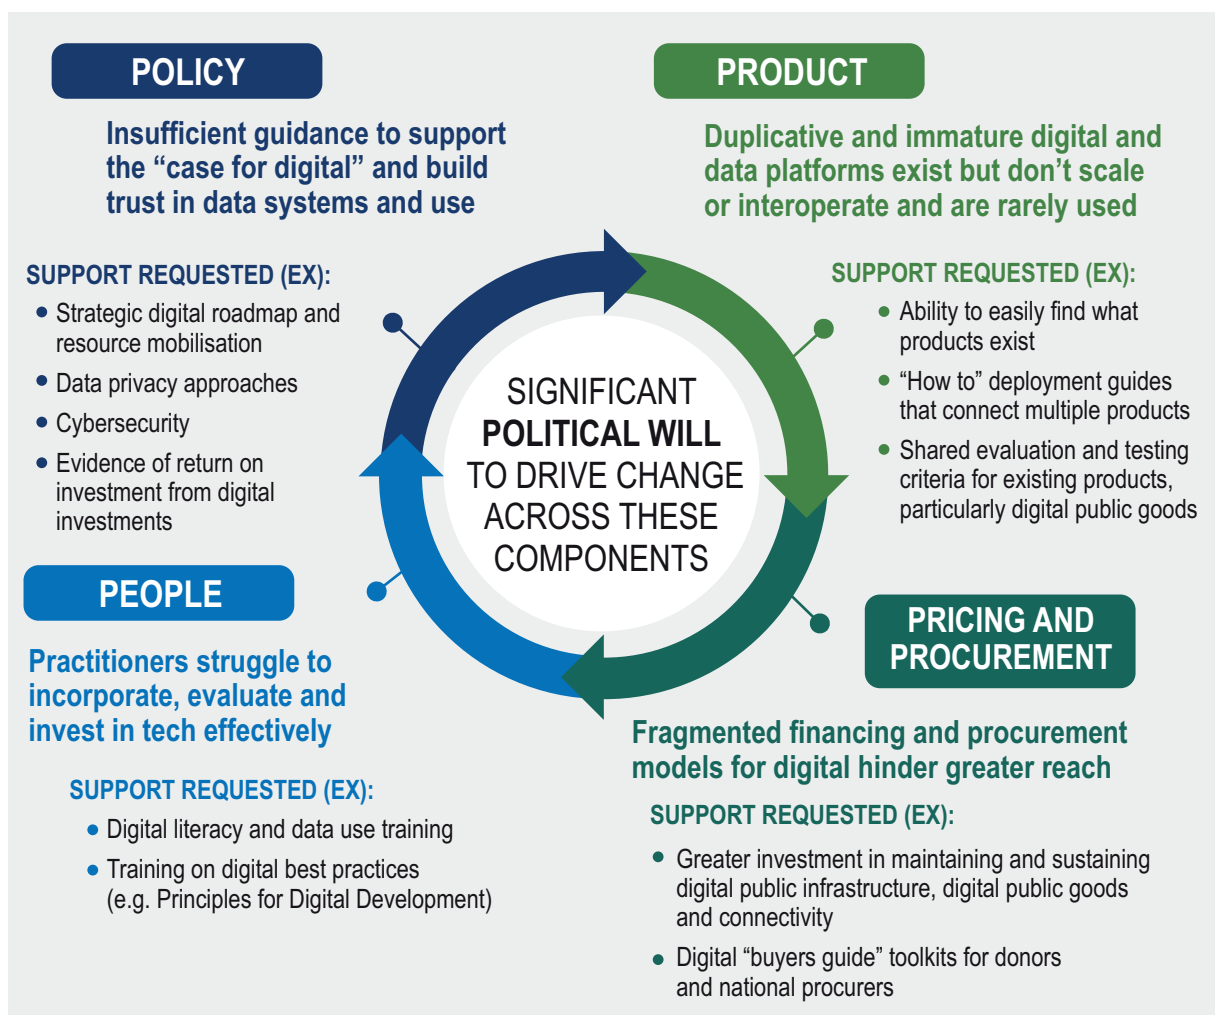 POLICY
Insufficient guidance to support
the “case for digital” and build
trust in data systems and use
SUPPORT REQUESTED (EX):
• Strategic digital roadmap and
resource mobilisation
• Data privacy approaches
• Cybersecurity
• Evidence of return on
investment from digital
investments
PRODUCT
Duplicative and immature digital and
data platforms exist but don’t scale
or interoperate and are rarely used
SUPPORT REQUESTED (EX):
• Ability to easily find what
products exist
• “How to” deployment guides
that connect multiple products
• Shared evaluation and testing
criteria for existing products,
particularly digital public goods
SIGNIFICANT
POLITICAL WILL
TO DRIVE CHANGE
ACROSS THESE
COMPONENTS
PEOPLE
Practitioners struggle to
incorporate, evaluate and
invest in tech effectively
SUPPORT REQUESTED (EX):
• Digital literacy and data use training
• Training on digital best practices
(e.g. Principles for Digital Development)
PRICING AND
PROCUREMENT
Fragmented financing and procurement
models for digital hinder greater reach
SUPPORT REQUESTED (EX):
• Greater investment in maintaining and sustaining
digital public infrastructure, digital public goods
and connectivity
• Digital “buyers guide” toolkits for donors
and national procurers